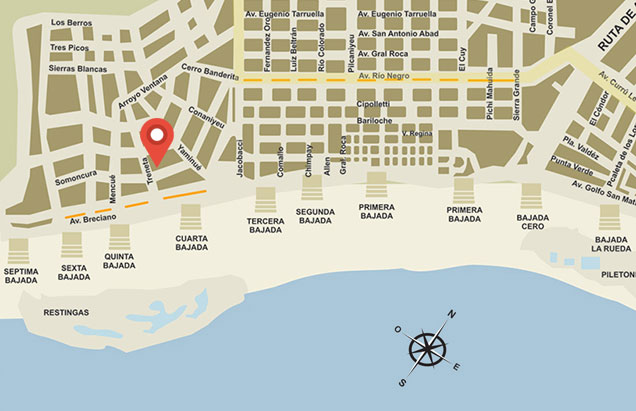 Los Berros
Tres Picos
Sierras Blancas
Arroyo Ventana
Cerro Banderita
Conaniyeu
Yaminué
Treneta
Mencué
Somoncura
Av. Breciano
Av. Eugenio Tarruella
Av. Eugenio Tarruella
Av. San Antonio Abad
Av. Gral Roca
Av. Río Negro
Fernandez Oro
Luiz Beltrán
Río Colorado
Pilcaniyeu
El Cuy
Pichi Mahuida
Sierra Grande
Campo G
Coronel E
RUTA DE
Av. Currú Le
Cipolletti
Bariloche
V. Regina
Jacobacci
Comallo
Chimpay
Allen
Gral. Roca
El Cóndor
Pla. Valdéz
Punta Verde
Pcaleta de los L
Av. Golfo San Mat
SEPTIMA
BAJADA
SEXTA
BAJADA
QUINTA
BAJADA
CUARTA
BAJADA
TERCERA
BAJADA
SEGUNDA
BAJADA
PRIMERA
BAJADA
PRIMERA
BAJADA
BAJADA
CERO
BAJADA
LA RUEDA
PILETONE
RESTINGAS
N
O
E
S